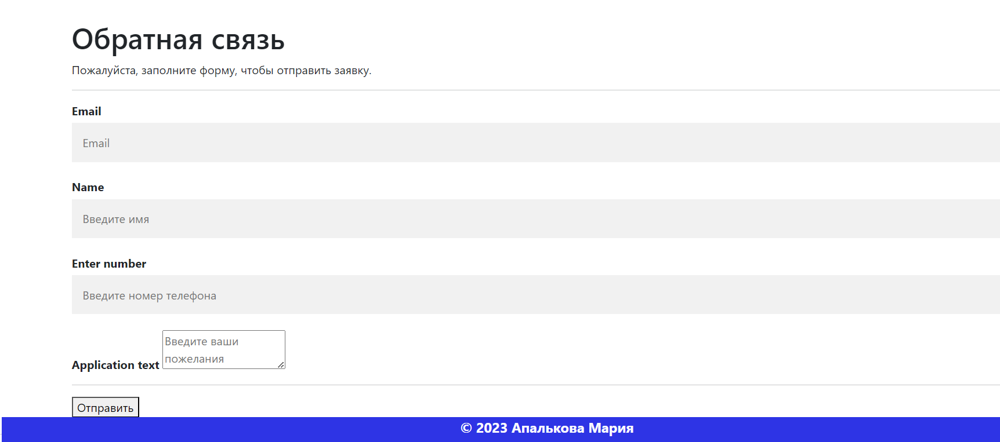 Обратная связь
Пожалуйста, заполните форму, чтобы отправить заявку.
Email
Email
Name
Введите имя
Enter number
Введите номер телефона
Application text
Введите ваши
пожелания
Отправить
© 2023 Апалькова Мария